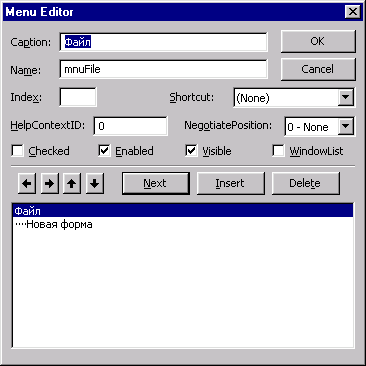 Menu Editor
Caption: Файл OK
Name: mnuFile Cancel
Index: Shortcut: (None)
HelpContextID: 0 NegotiatePosition: 0 - None
Checked Enabled Visible WindowList
Next Insert Delete
Файл
····Новая форма